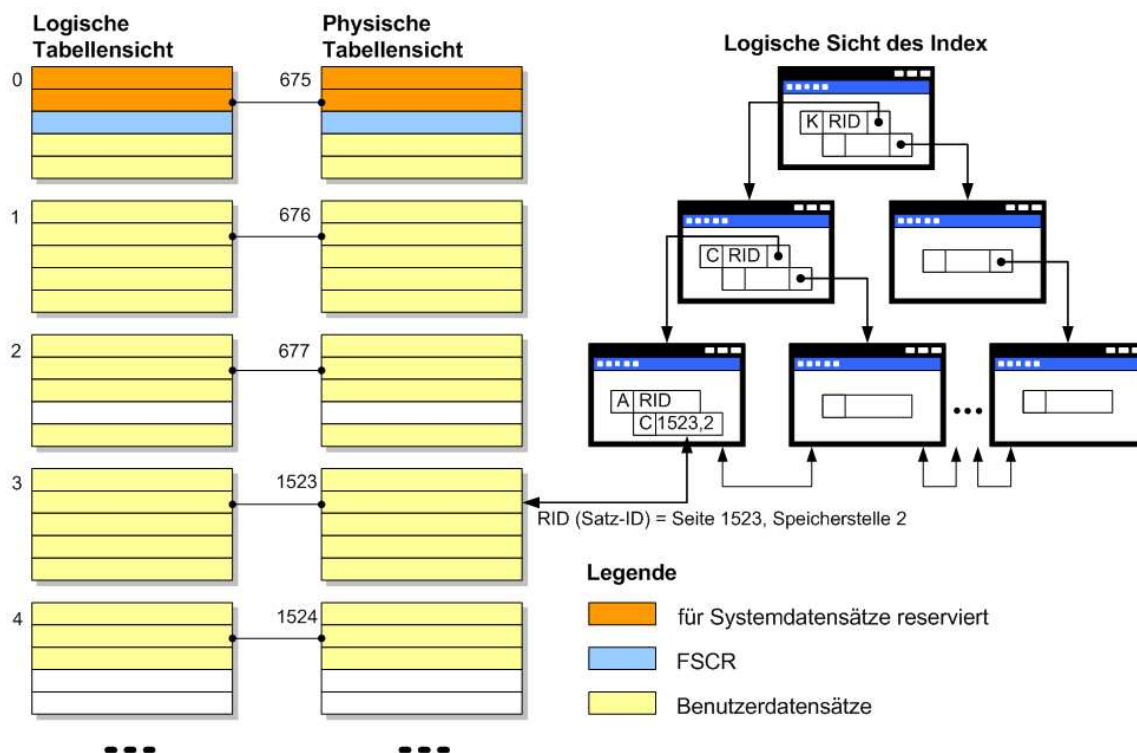 Logische
Tabellensicht
Physische
Tabellensicht
Logische Sicht des Index
0
675
K RID
1
676
C RID
2
677
A RID
C 1523,2
3
1523
RID (Satz-ID) = Seite 1523, Speicherstelle 2
Legende
4
1524
für Systemdatensätze reserviert
FSCR
Benutzerdatensätze